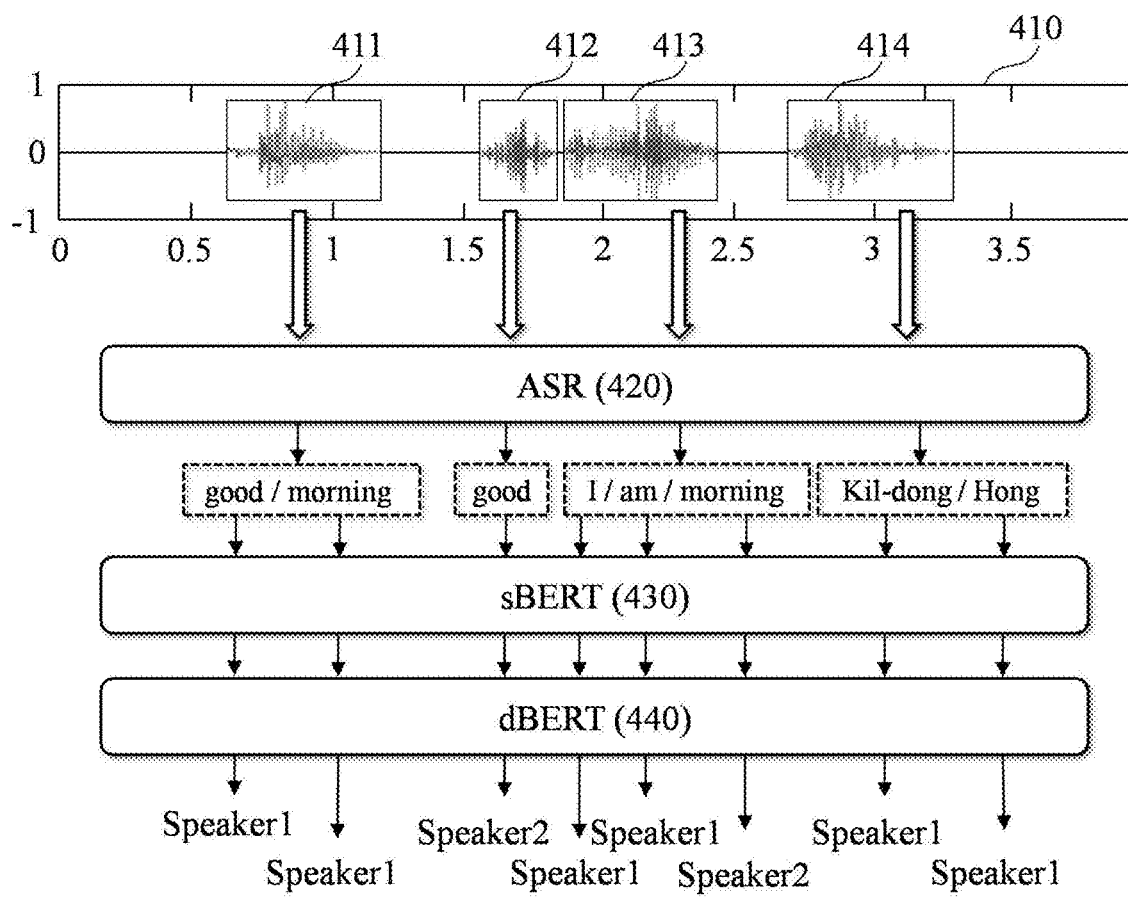 411 412 413 414 410
1
0
-1
0 0.5 1 1.5 2 2.5 3 3.5
ASR (420)
good / morning good I / am / morning Kil-dong / Hong
sBERT (430)
dBERT (440)
Speaker1 Speaker2 Speaker1 Speaker1
Speaker1 Speaker1 Speaker2 Speaker1